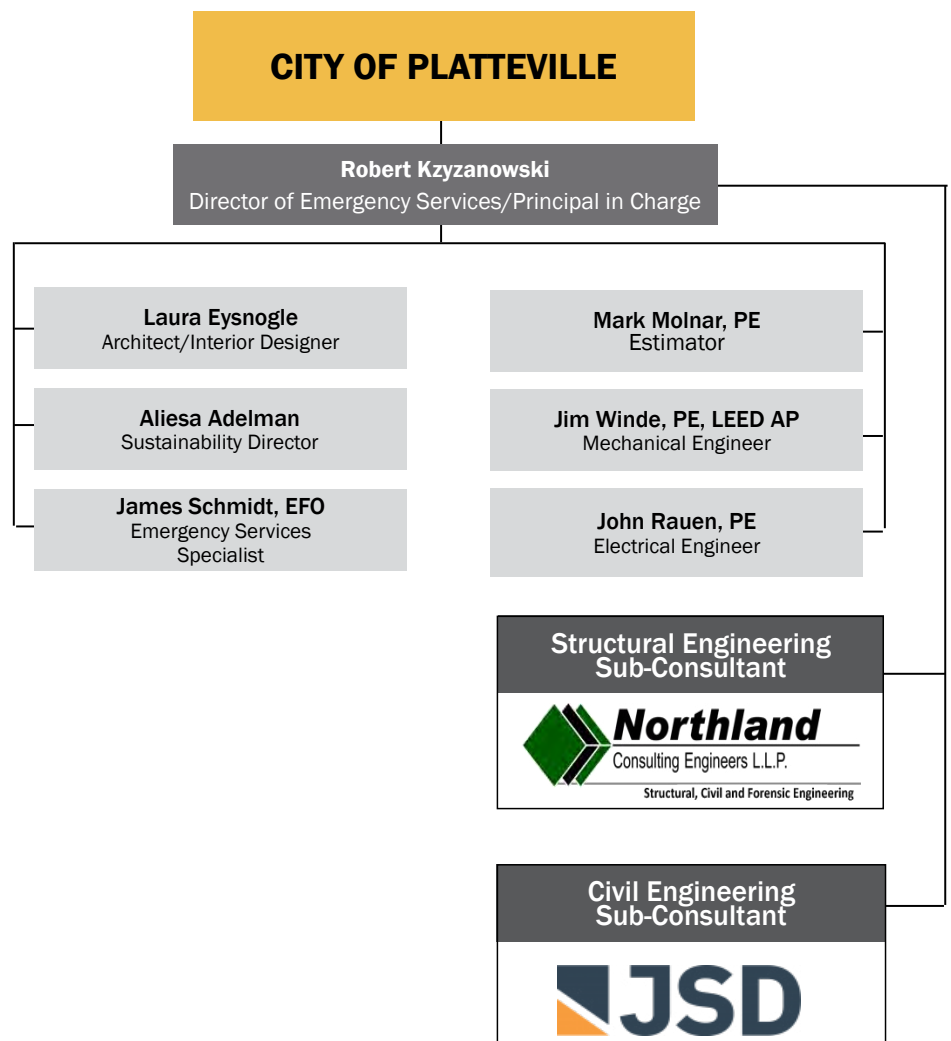 CITY OF PLATTEVILLE
Robert Kzyzanowski
Director of Emergency Services/Principal in Charge
Laura Eysnogle
Architect/Interior Designer
Aliesa Adelman
Sustainability Director
James Schmidt, EFO
Emergency Services
Specialist
Mark Molnar, PE
Estimator
Jim Winde, PE, LEED AP
Mechanical Engineer
John Rauen, PE
Electrical Engineer
Structural Engineering
Sub-Consultant
Northland
Consulting Engineers L.L.P.
Structural, Civil and Forensic Engineering
Civil Engineering
Sub-Consultant
JSD